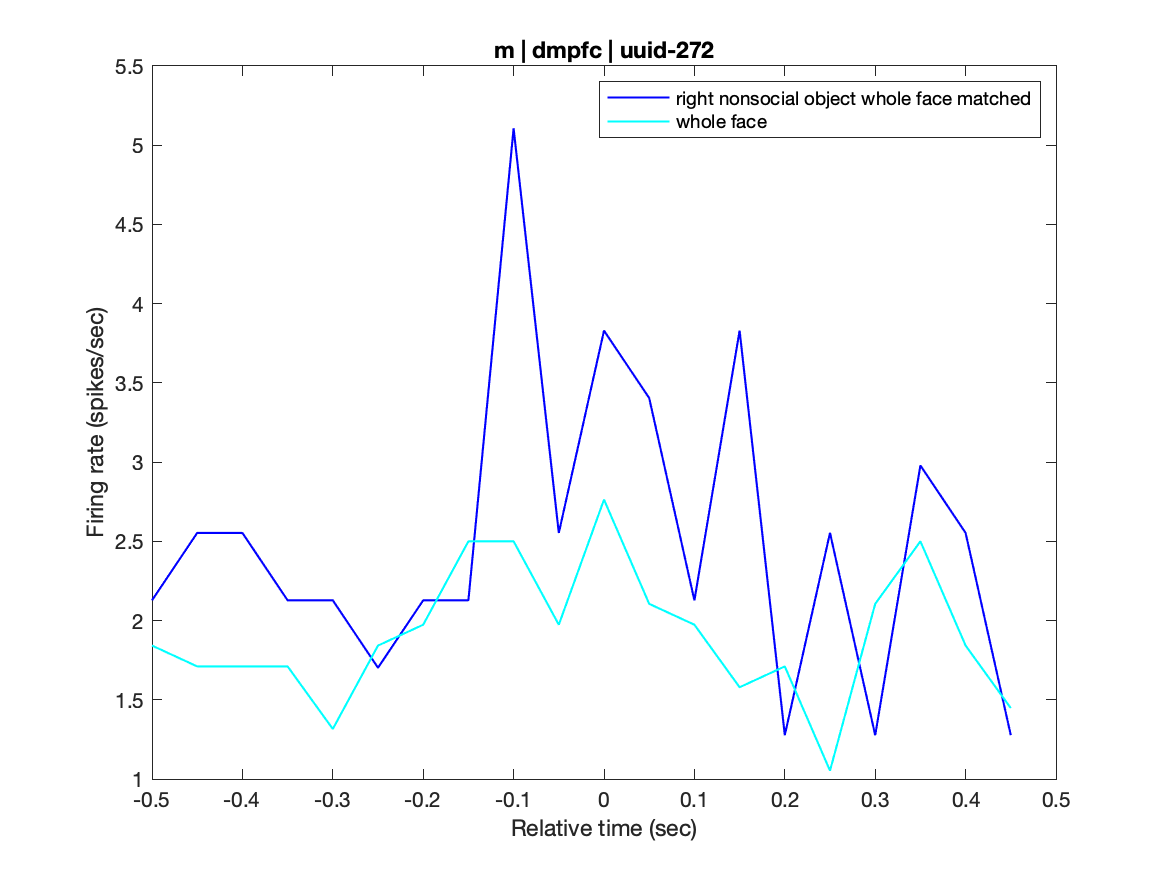 m | dmpfc | uuid-272
right nonsocial object whole face matched
whole face
Firing rate (spikes/sec)
5.5
5
4.5
4
3.5
3
2.5
2
1.5
1
-0.5 -0.4 -0.3 -0.2 -0.1 0 0.1 0.2 0.3 0.4 0.5
Relative time (sec)